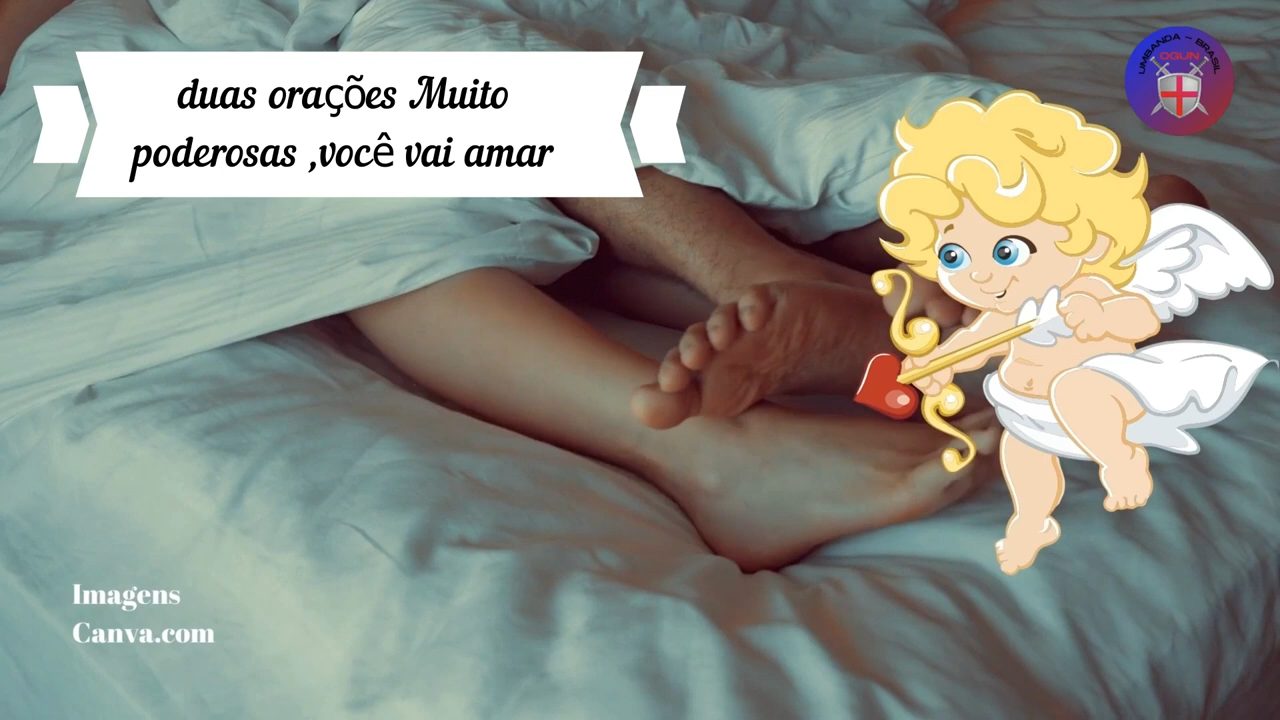 duas orações Muito
poderosas ,você vai amar
UMBANDA - BRASIL
OGUN
Imagens
Canva.com